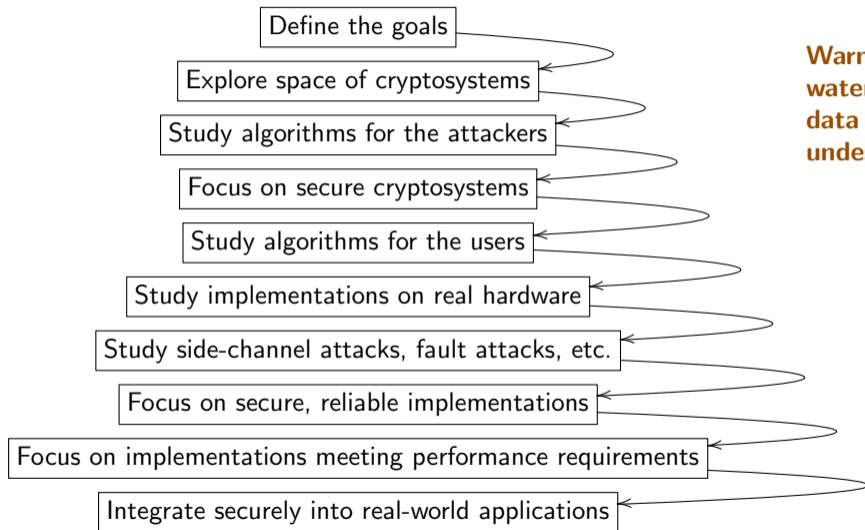 Define the goals
Explore space of cryptosystems
Study algorithms for the attackers
Focus on secure cryptosystems
Study algorithms for the users
Study implementations on real hardware
Study side-channel attacks, fault attacks, etc.
Focus on secure, reliable implementations
Focus on implementations meeting performance requirements
Integrate securely into real-world applications
data